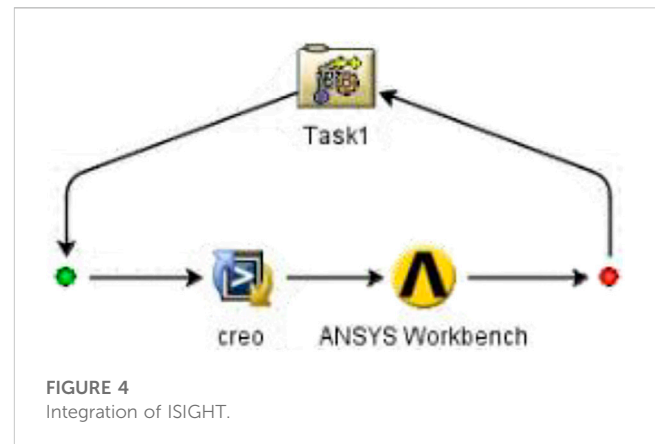 Task1
creo
ANSYS Workbench
FIGURE 4
Integration of ISIGHT.